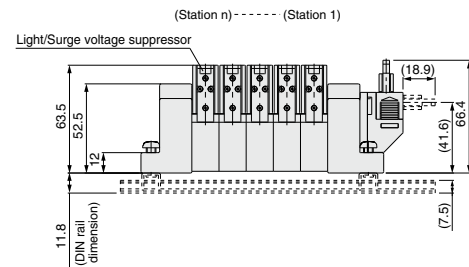 (Station n) ------ (Station 1)
Light/Surge voltage suppressor
(18.9)
63.5
52.5
12
(41.6)
66.4
11.8
(DIN rail
dimension)
(7.5)